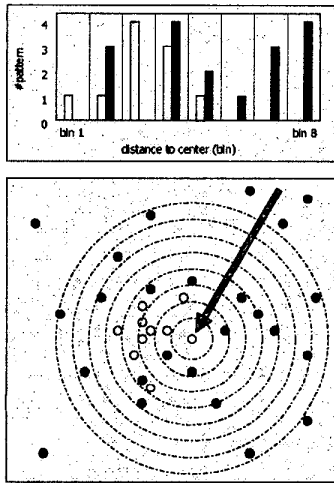 4
3
2
1
0
#pattern
bin 1
bin 8
distance to center (bin)